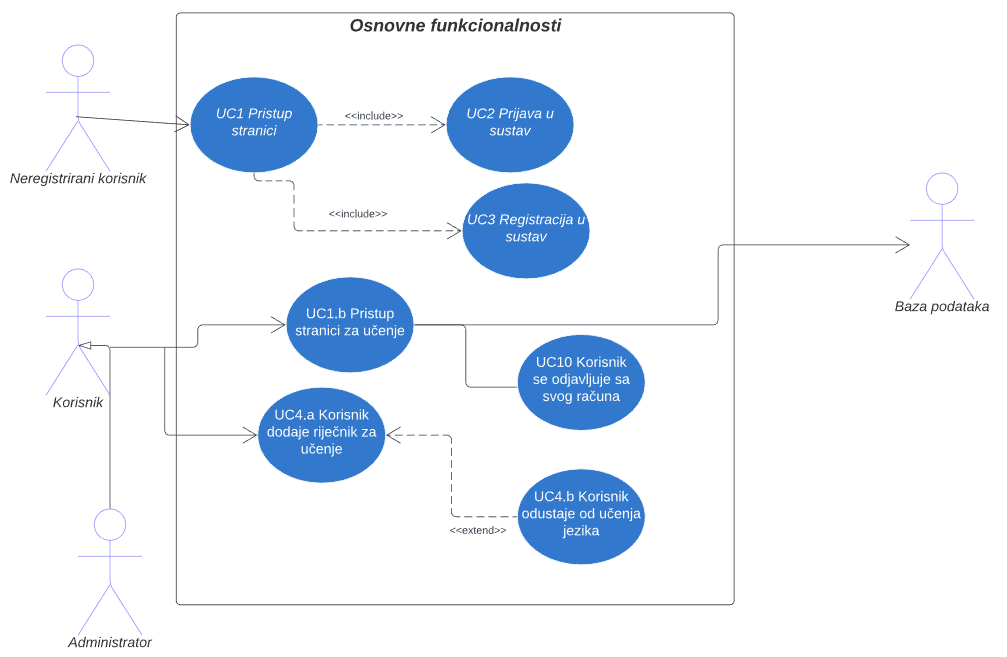 Osnovne funkcionalnosti
UC1 Pristup
stranici
<<include>>
UC2 Prijava u
sustav
Neregistrirani korisnik
<<include>>
UC3 Registracija u
sustav
Baza podataka
UC1.b Pristup
stranici za učenje
UC10 Korisnik
se odjavljuje sa
svog računa
Korisnik
UC4.a Korisnik
dodaje riječnik za
učenje
UC4.b Korisnik
odustaje od učenja
jezika
<<extend>>
Administrator